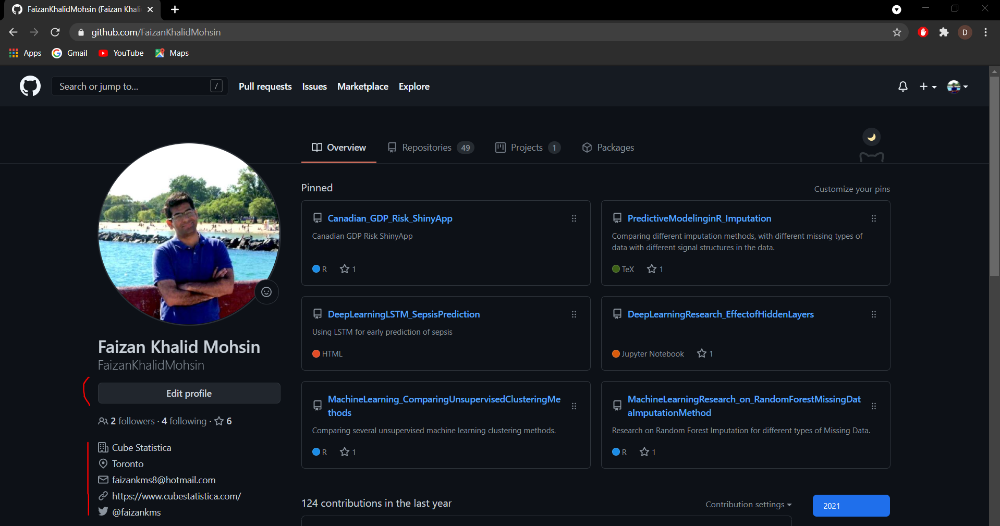 FaizanKhalidMohsin (Faizan Khali
github.com/FaizanKhalidMohsin
D
Apps
Gmail
YouTube
Maps
Search or jump to...
/
Pull requests
Issues
Marketplace
Explore
Overview
Repositories 49
Projects 1
Packages
Faizan Khalid Mohsin
FaizanKhalidMohsin
Edit profile
2 followers · 4 following · 6
Cube Statistica
Toronto
faizankms8@hotmail.com
https://www.cubestatistica.com/
@faizankms
Pinned
Customize your pins
Canadian_GDP_Risk_ShinyApp
Canadian GDP Risk ShinyApp
R 1
PredictiveModelinginR_Imputation
Comparing different imputation methods, with different missing types of
data with different signal structures in the data.
TeX 1
DeepLearningLSTM_SepsisPrediction
Using LSTM for early prediction of sepsis
HTML
DeepLearningResearch_EffectofHiddenLayers
Jupyter Notebook 1
MachineLearning_ComparingUnsupervisedClusteringMe
thods
Comparing several unsupervised machine learning clustering methods.
R 1
MachineLearningResearch_on_RandomForestMissingDat
aImputationMethod
Research on Random Forest Imputation for different types of Missing Data.
R 1
124 contributions in the last year
Contribution settings
2021